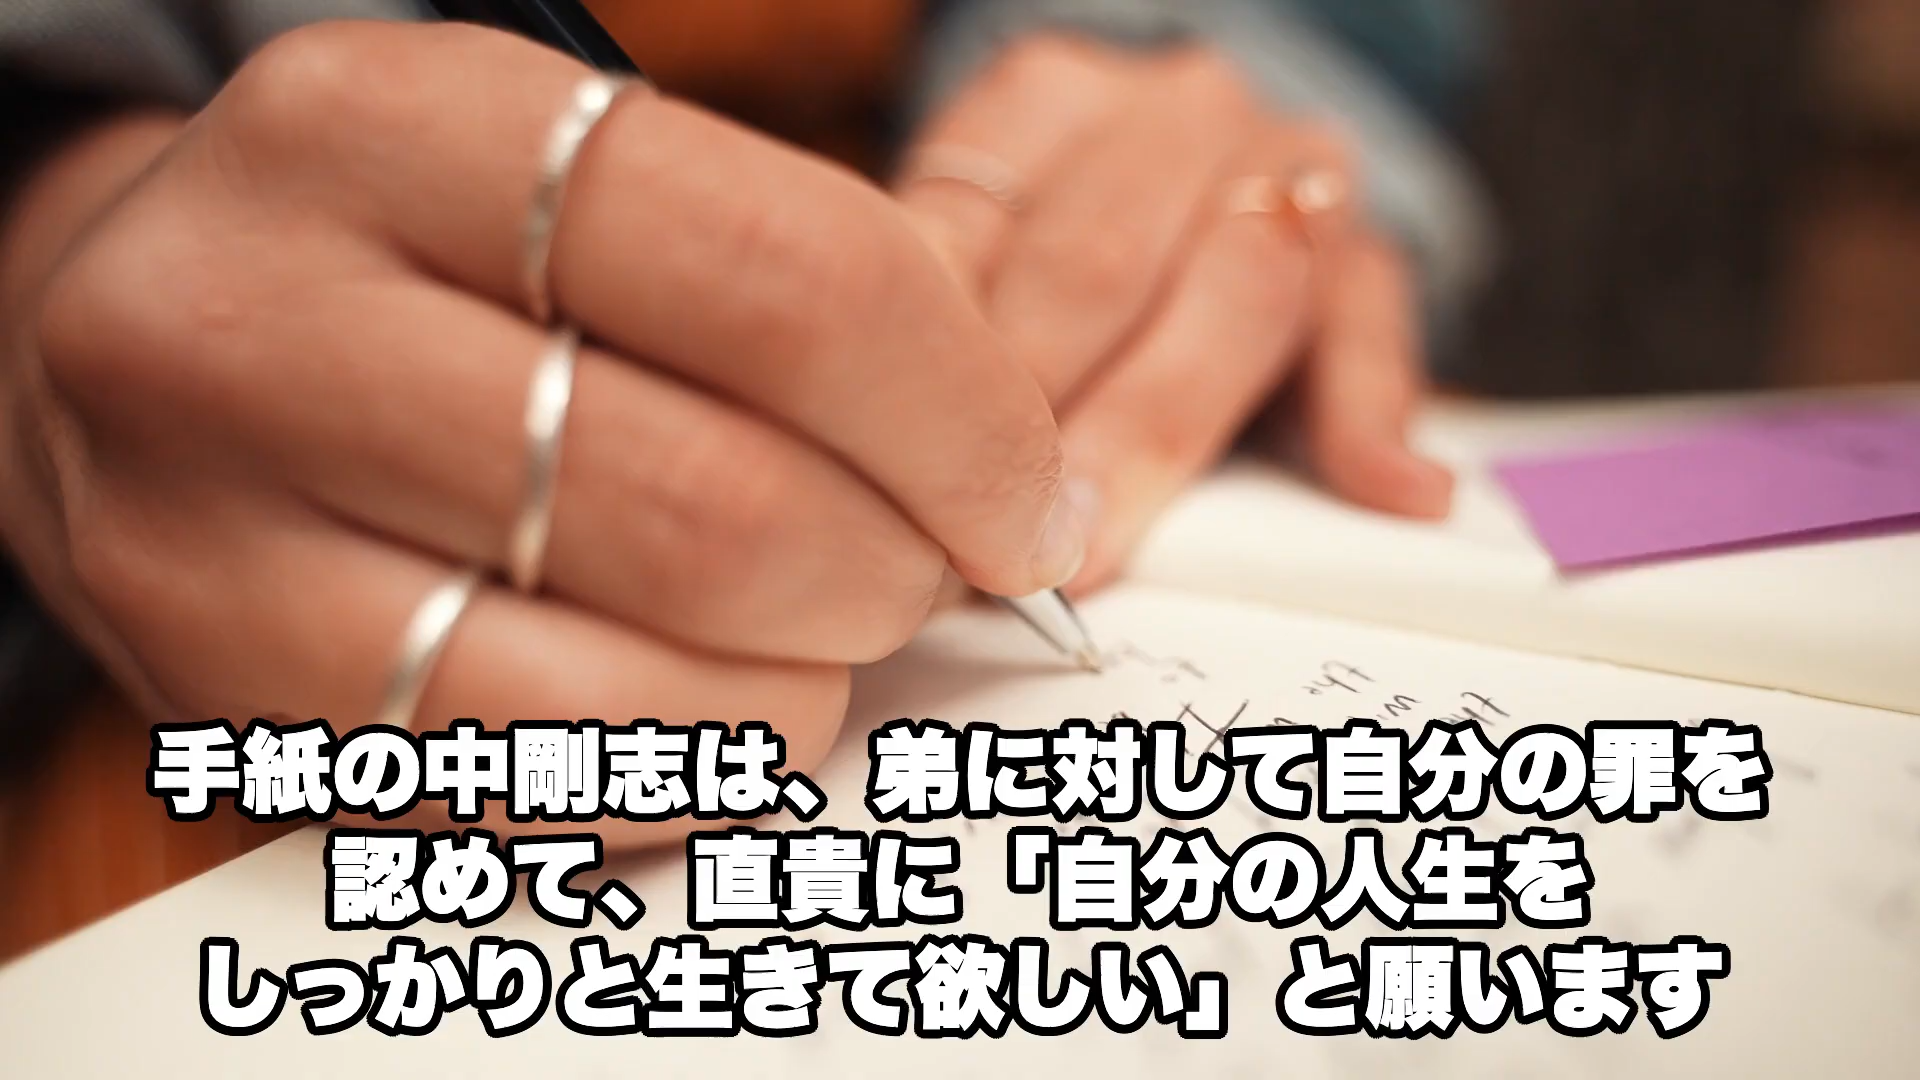 手紙の中剛志は、弟に対して自分の罪を
認めて、直貴に「自分の人生を
しっかりと生きて欲しい」と願います
the